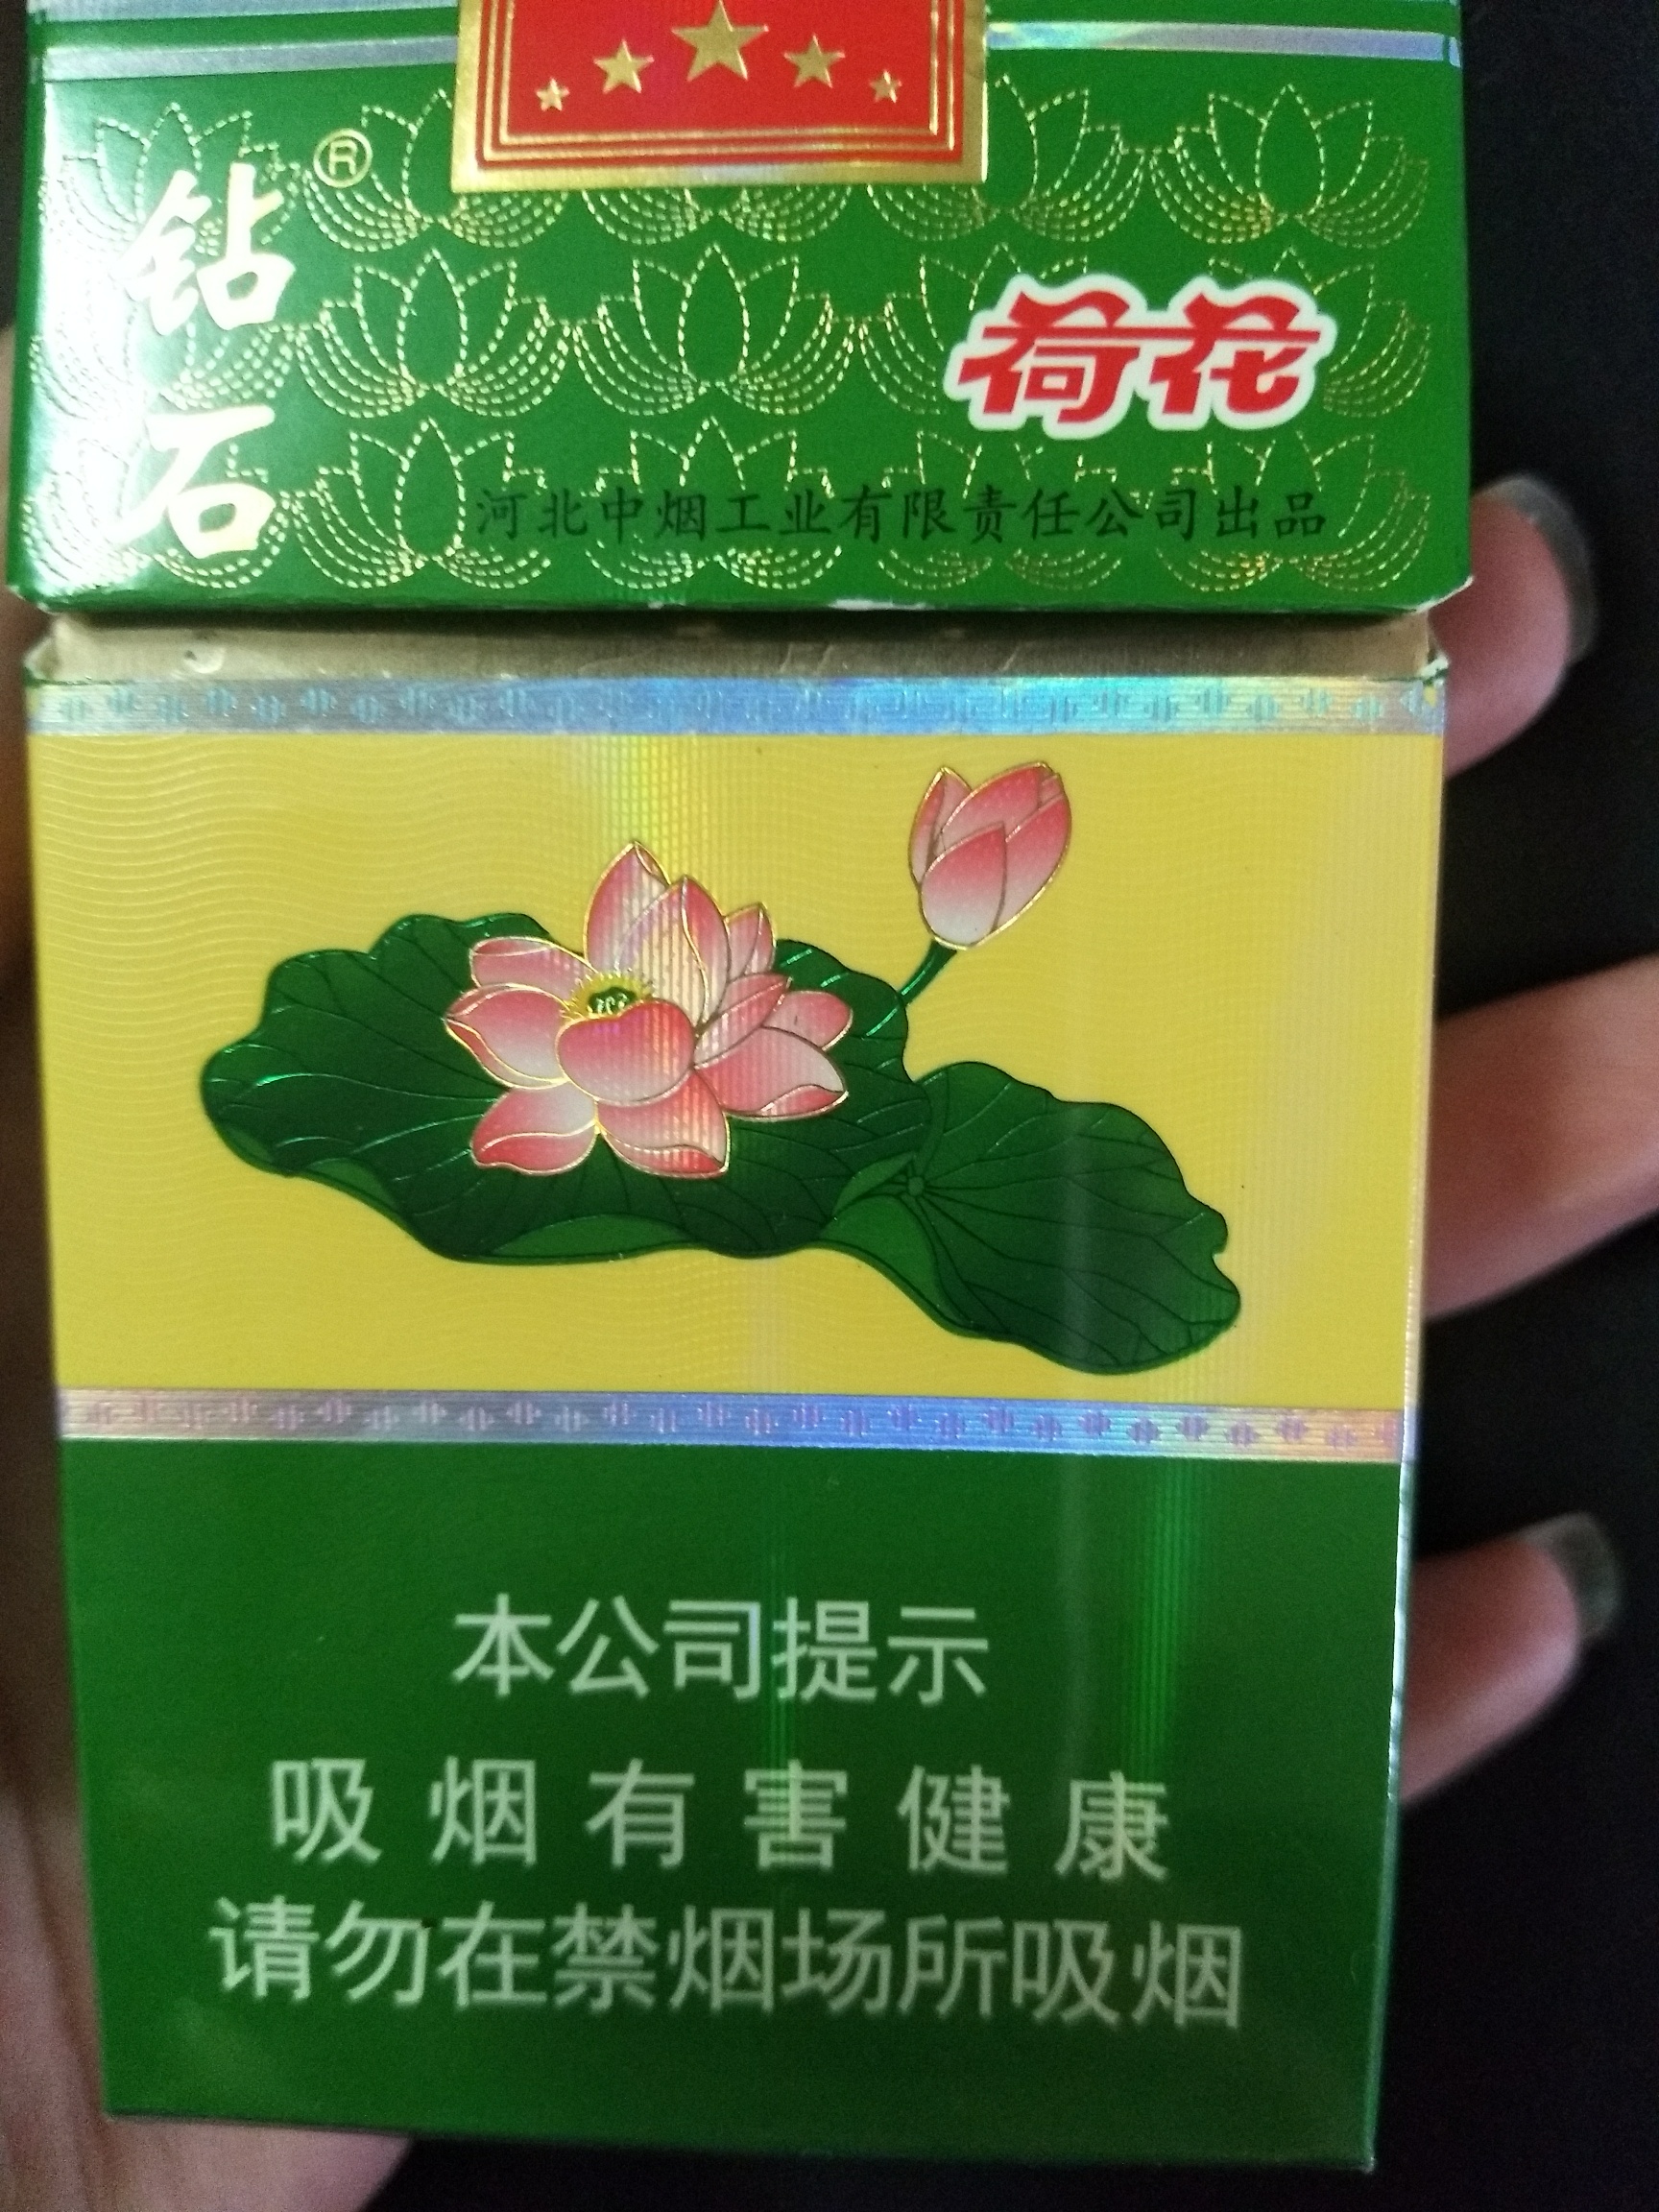 钻石®
荷花
河北中烟工业有限责任公司出品
本公司提示
吸烟有害健康
请勿在禁烟场所吸烟